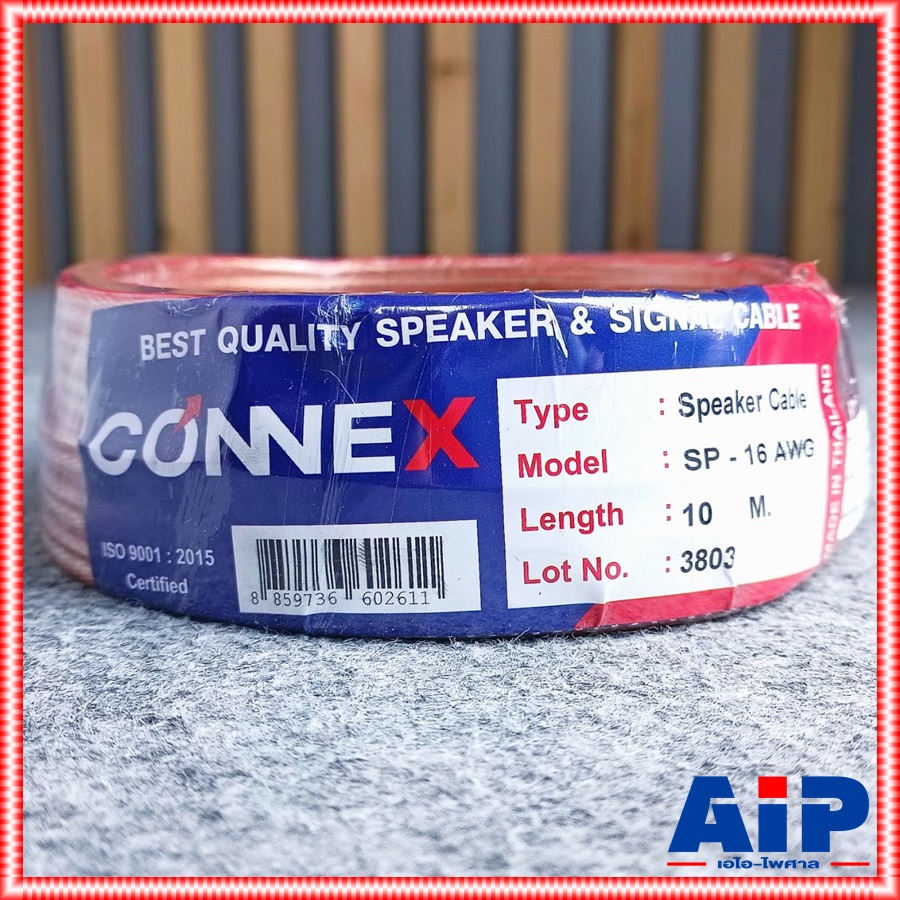 BEST QUALITY SPEAKER & SIGNAL CABLE
CONNEX
Type : Speaker Cable
Model : SP - 16 AWG
Length : 10 M.
Lot No. : 3803
MADE IN THAILAND
ISO 9001 : 2015
Certified
8 859736 602611
AiP
เอไอ-ไพศาล